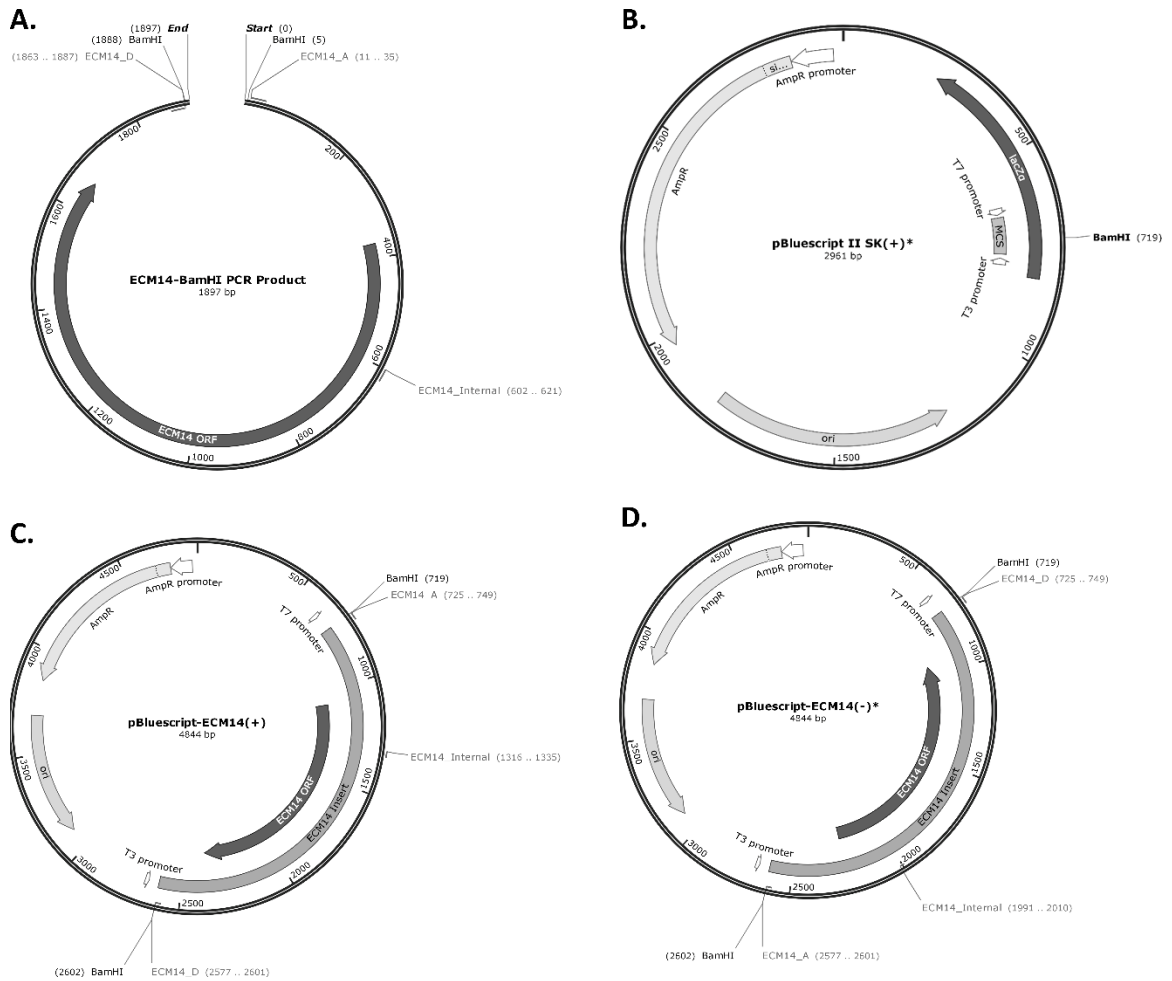 A.
(1897) End
(1888) BamHI
(1863 .. 1887) ECM14_D
Start (0)
BamHI (5)
ECM14_A (11 .. 35)
200
400
600
800
1000
1200
1400
1600
1800
ECM14-BamHI PCR Product
1897 bp
ECM14_Internal (602 .. 621)
ECM14 ORF
B.
si...
AmpR promoter
AmpR
500
1000
1500
2000
2500
lacZα
T7 promoter
MCS
T3 promoter
BamHI (719)
pBluescript II SK(+)*
2961 bp
ori
C.
AmpR promoter
AmpR
500
1000
1500
2000
2500
3000
3500
4000
4500
BamHI (719)
ECM14_A (725 .. 749)
T7 promoter
pBluescript-ECM14(+)
4844 bp
ECM14_Internal (1316 .. 1335)
ECM14 ORF
ECM14 Insert
ori
T3 promoter
(2602) BamHI
ECM14_D (2577 .. 2601)
D.
AmpR promoter
AmpR
500
1000
1500
2000
2500
3000
3500
4000
4500
BamHI (719)
ECM14_D (725 .. 749)
T7 promoter
pBluescript-ECM14(-)*
4844 bp
ECM14 ORF
ECM14 Insert
ori
T3 promoter
ECM14_Internal (1991 .. 2010)
(2602) BamHI
ECM14_A (2577 .. 2601)